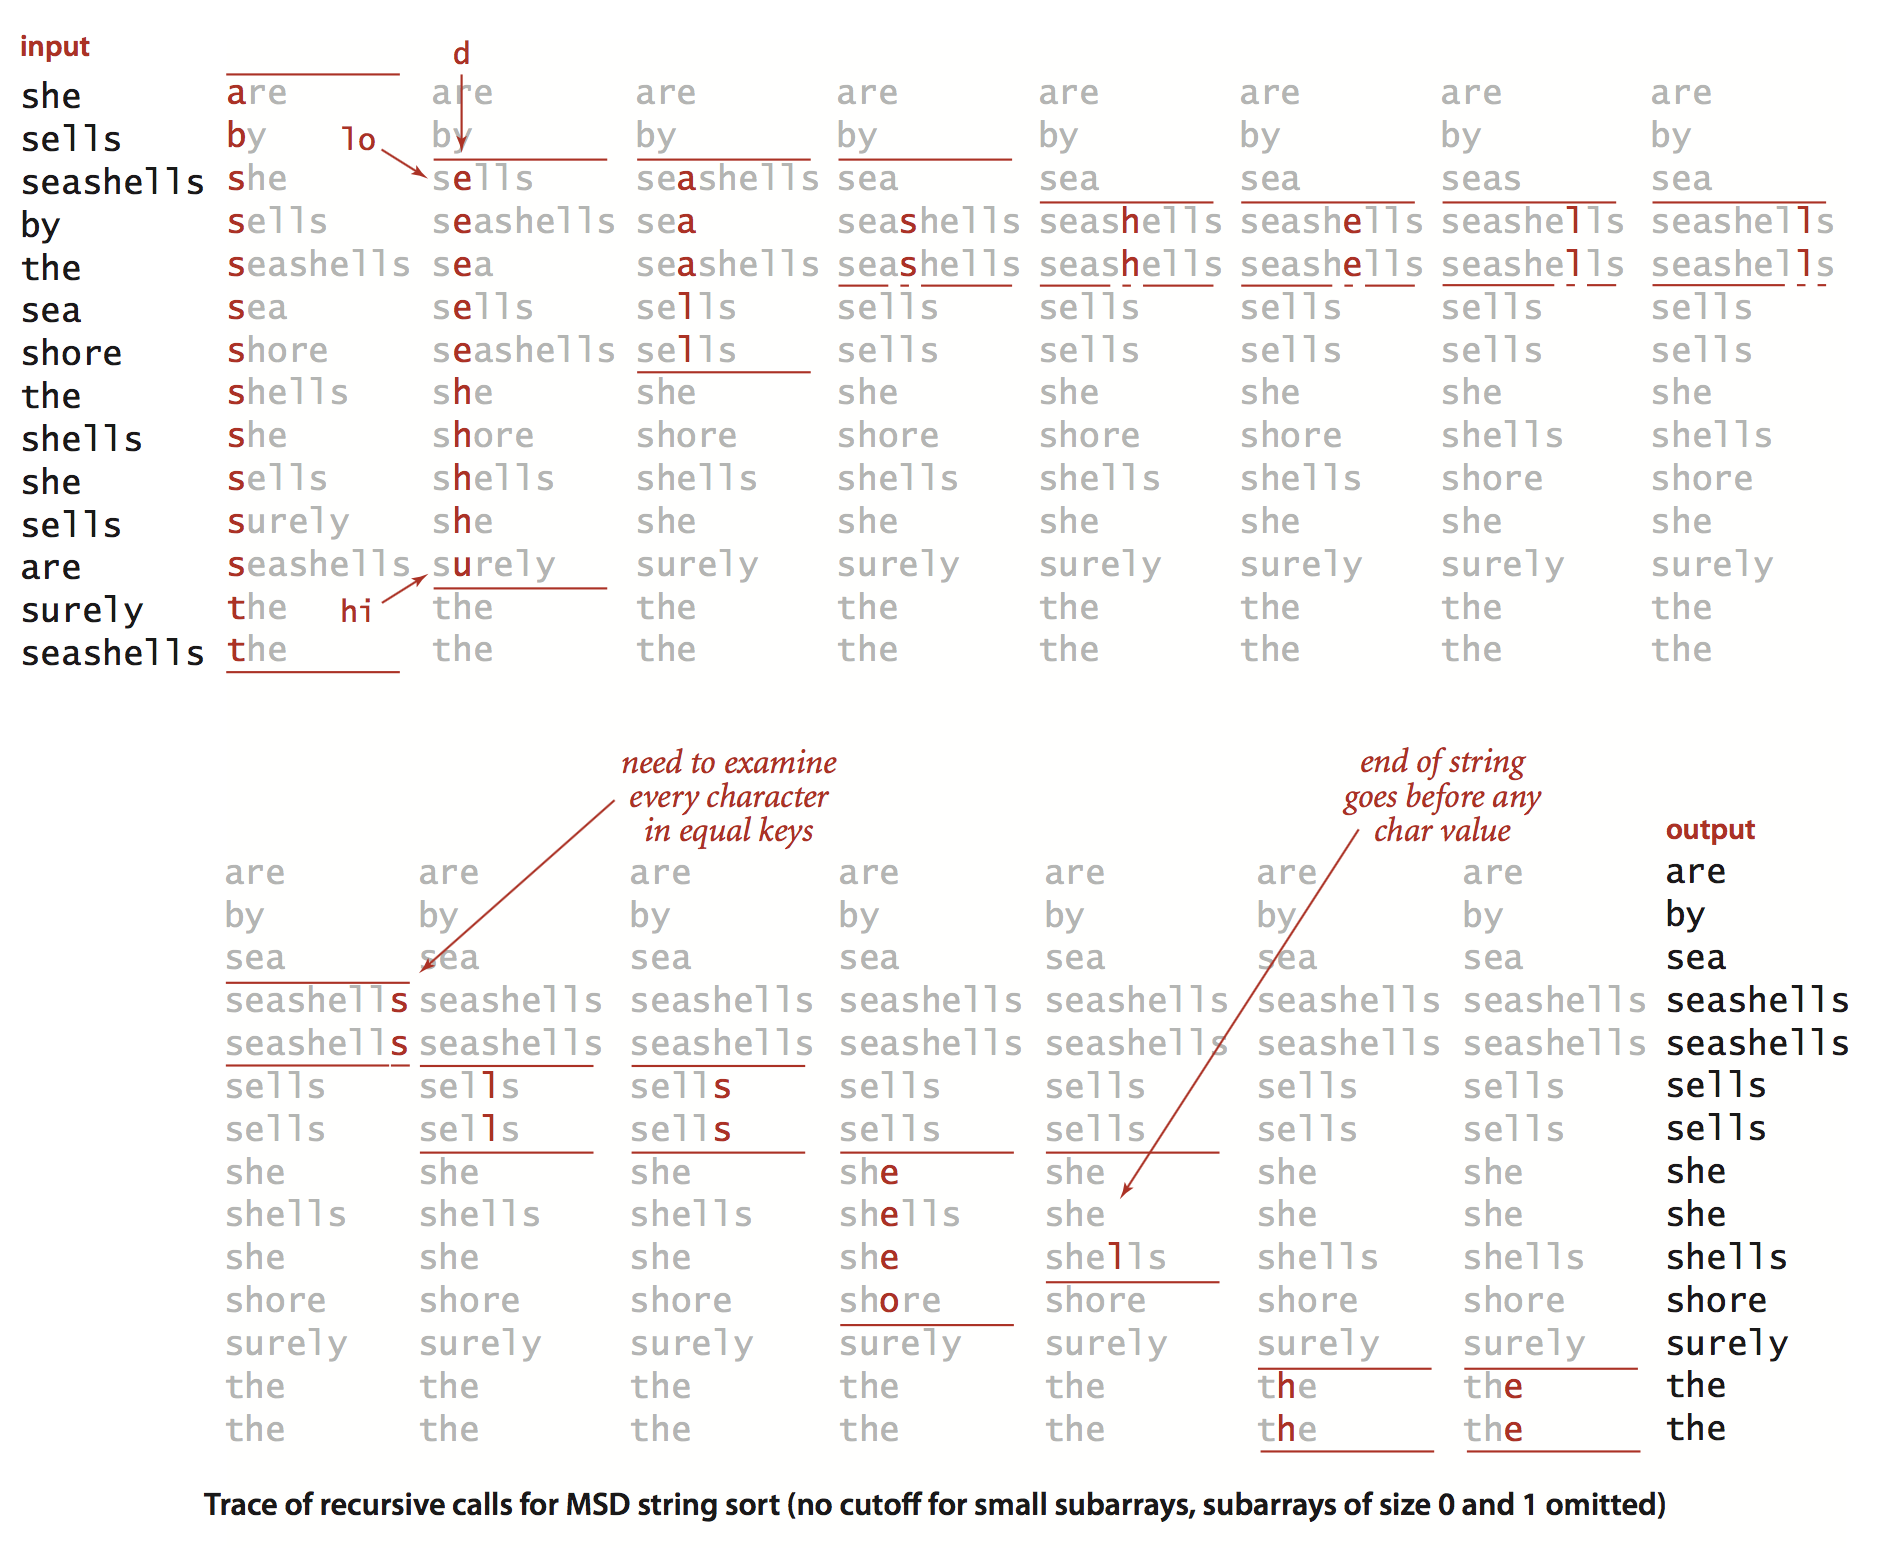 input
d
she are are are are are are are are
sells by lo by by by by by by by
seashells she sells seashells sea sea sea seas sea
by sells seashells sea seashells seashells seashells seashells seashells
the seashells sea seashells seashells seashells seashells seashells seashells
sea sea sells sells sells sells sells sells sells
shore shore seashells sells sells sells sells sells sells
the shells she she she she she she she
shells she shore shore shore shore shore shells shells
she sells shells shells shells shells shells shore shore
sells surely she she she she she she she
are seashells surely surely surely surely surely surely surely
surely the hi the the the the the the the
seashells the the the the the the the the
need to examine
every character
in equal keys
end of string
goes before any
char value
output
are are are are are are are are
by by by by by by by by
sea sea sea sea sea sea sea sea
seashells seashells seashells seashells seashells seashells seashells seashells
seashells seashells seashells seashells seashells seashells seashells seashells
sells sells sells sells sells sells sells sells
sells sells sells sells sells sells sells sells
she she she she she she she she
shells shells shells shells she she she she
she she she she shells shells shells shells
shore shore shore shore shore shore shore shore
surely surely surely surely surely surely surely surely
the the the the the the the the
the the the the the the the the
Trace of recursive calls for MSD string sort (no cutoff for small subarrays, subarrays of size 0 and 1 omitted)